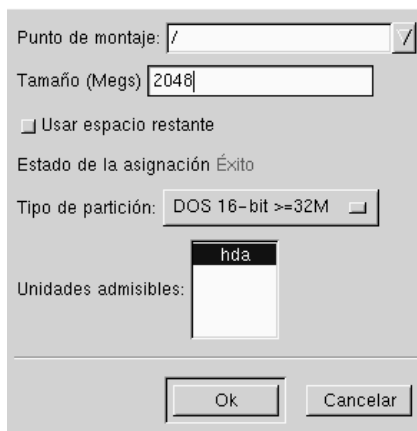 Punto de montaje: /
Tamaño (Megs) 2048
Usar espacio restante
Estado de la asignación Éxito
Tipo de partición: DOS 16-bit >=32M
hda
Unidades admisibles:
Ok Cancelar